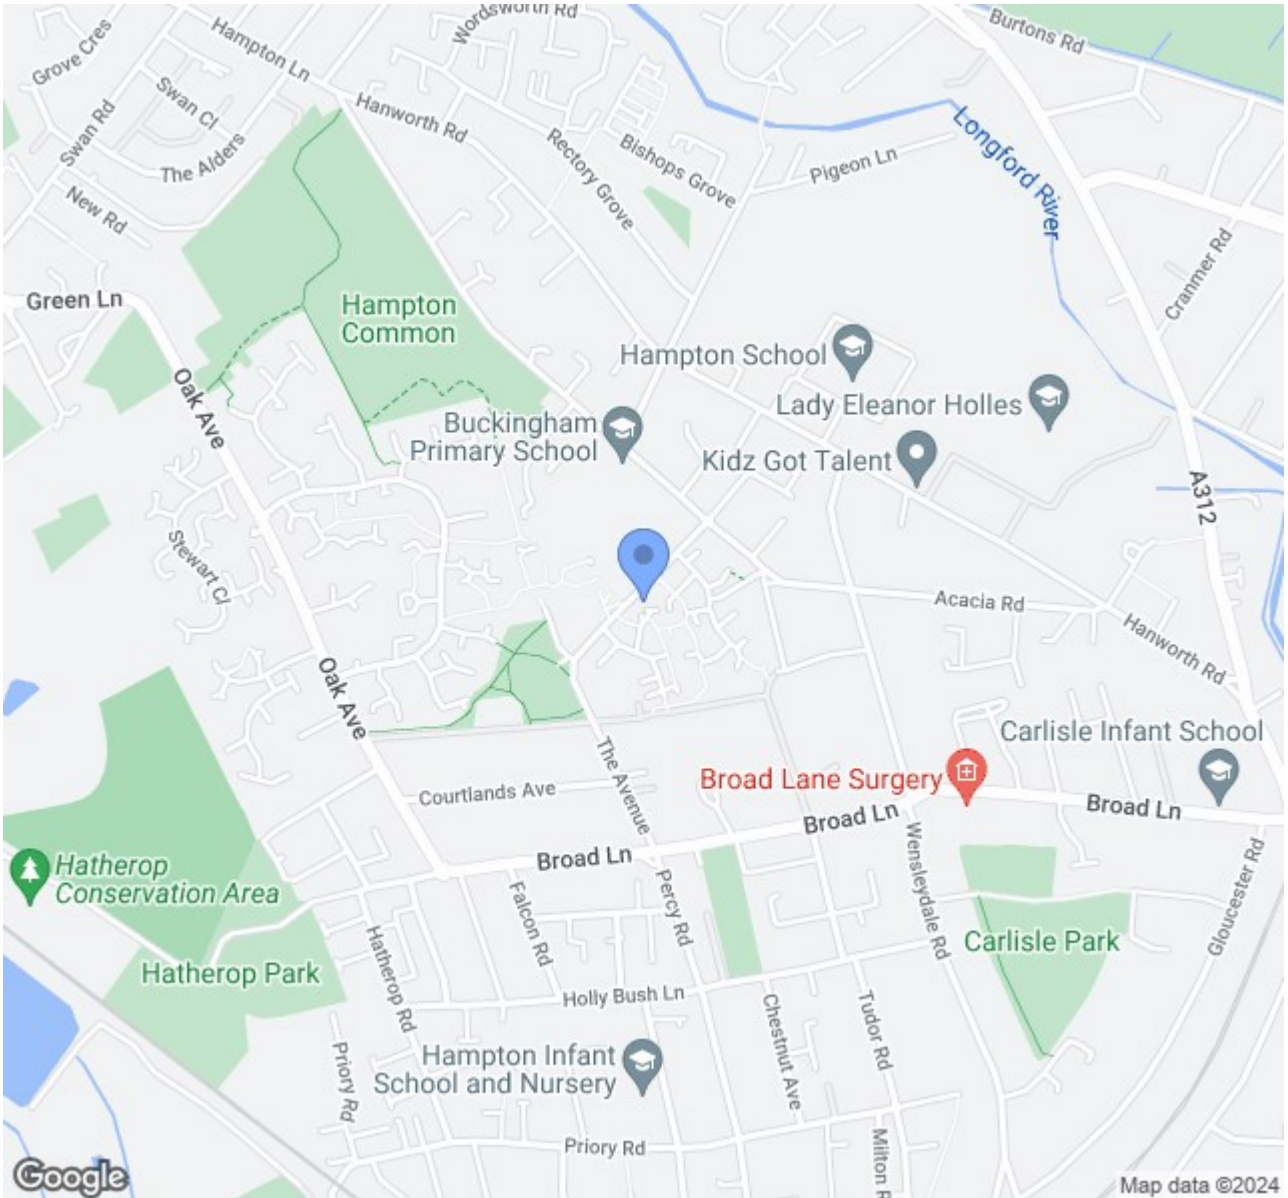 Wordsworth Rd
Burtons Rd
Grove Cres
Hampton Ln
Swan Cl
Swan Rd
Hanworth Rd
The Alders
Rectory Grove
Bishops Grove
Pigeon Ln
Longford River
New Rd
Cranmer Rd
Green Ln
Hampton
Common
Hampton School
Lady Eleanor Holles
Oak Ave
Buckingham
Primary School
Kidz Got Talent
A312
Stewart Cl
Acacia Rd
Hanworth Rd
Oak Ave
Carlisle Infant School
The Avenue
Broad Lane Surgery
Courtlands Ave
Broad Ln
Broad Ln
Broad Ln
Wensleydale Rd
Gloucester Rd
Hatherop
Conservation Area
Falcon Rd
Percy Rd
Hatherop Rd
Carlisle Park
Hatherop Park
Holly Bush Ln
Chestnut Ave
Tudor Rd
Hampton Infant
School and Nursery
Priory Rd
Priory Rd
Milton R
Google
Map data ©2024